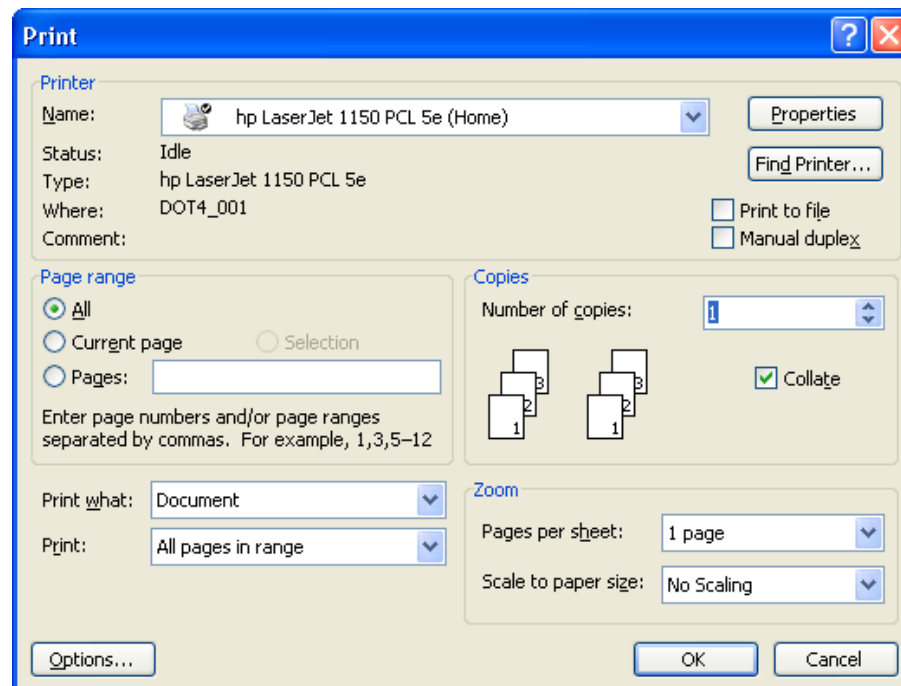 Print
Printer
Name: hp LaserJet 1150 PCL 5e (Home) Properties
Status: Idle
Find Printer...
Type: hp LaserJet 1150 PCL 5e
Where: DOT4_001
Print to file
Comment:
Manual duplex
Page range
All
Current page Selection
Pages:
Enter page numbers and/or page ranges
separated by commas. For example, 1,3,5–12
Copies
Number of copies: 1
3 3
2 2
1 1
Collate
Print what: Document
Print: All pages in range
Zoom
Pages per sheet: 1 page
Scale to paper size: No Scaling
Options... OK Cancel